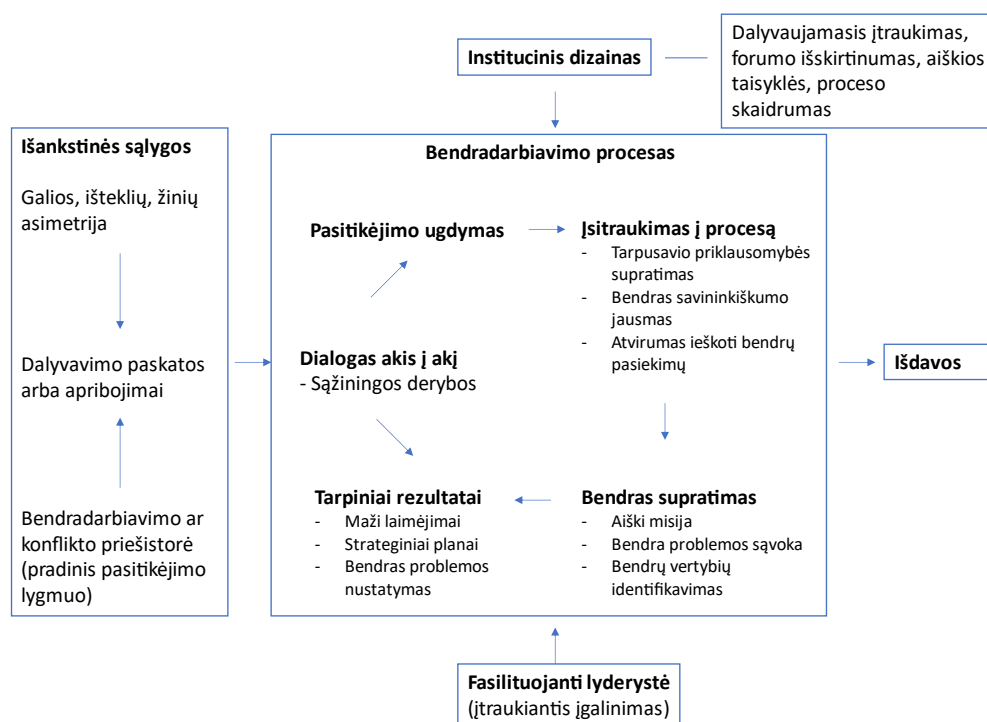 Institucinis dizainas
Dalyvaujamasis įtraukimas,
forumo išskirtinumas, aiškios
taisyklės, proceso
skaidrumas
Išankstinės sąlygos
Galios, išteklių, žinių
asimetrija
Dalyvavimo paskatos
arba apribojimai
Bendradarbiavimo ar
konflikto priešistorė
(pradinis pasitikėjimo
lygmuo)
Bendradarbiavimo procesas
Pasitikėjimo ugdymas
Įsitraukimas į procesą
- Tarpusavio priklausomybės
supratimas
- Bendras savininkiškumo
jausmas
- Atvirumas ieškoti bendrų
pasiekimų
Dialogas akis į akį
- Sąžiningos derybos
Tarpiniai rezultatai
- Maži laimėjimai
- Strateginiai planai
- Bendras problemos
nustatymas
Bendras supratimas
- Aiški misija
- Bendra problemos sąvoka
- Bendrų vertybių
identifikavimas
Išdavos
Fasilituojanti lyderystė
(įtraukiantis įgalinimas)